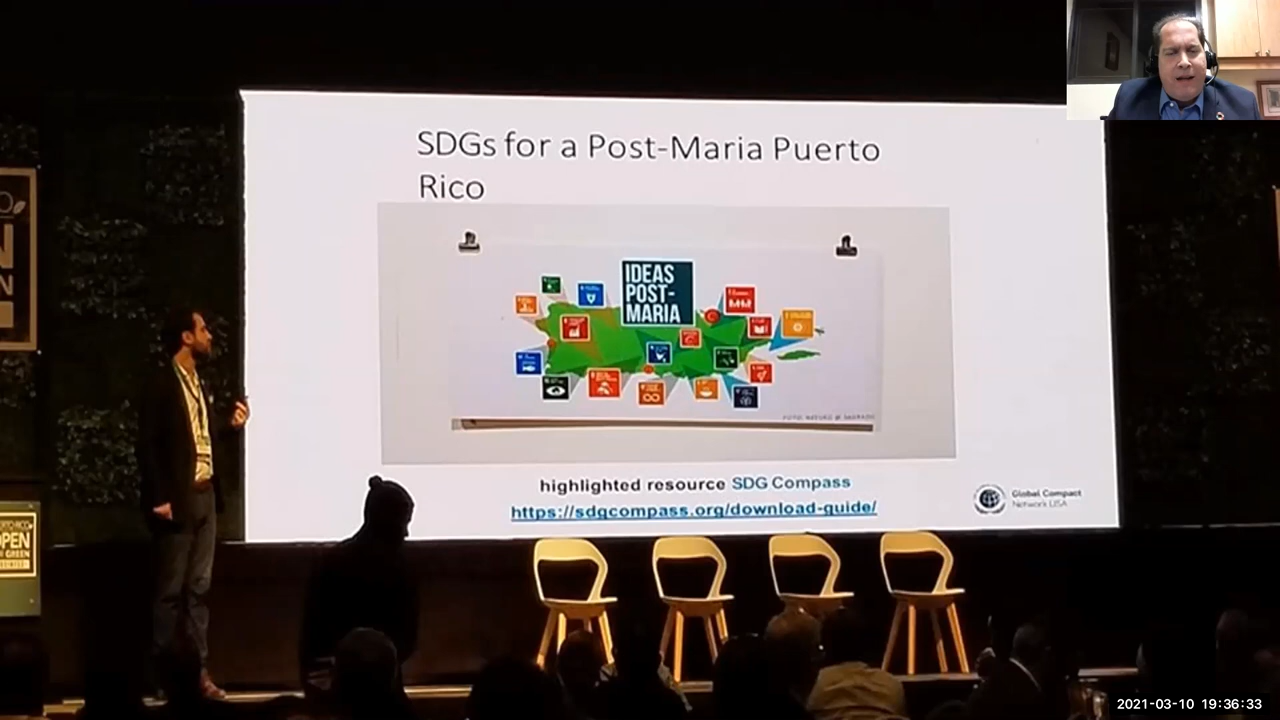 SDGs for a Post-Maria Puerto
Rico
IDEAS
POST-
MARIA
highlighted resource SDG Compass
https://sdgcompass.org/download-guide/
Global Compact
Network USA
OPEN
GREEN
2021-03-10 19:36:33